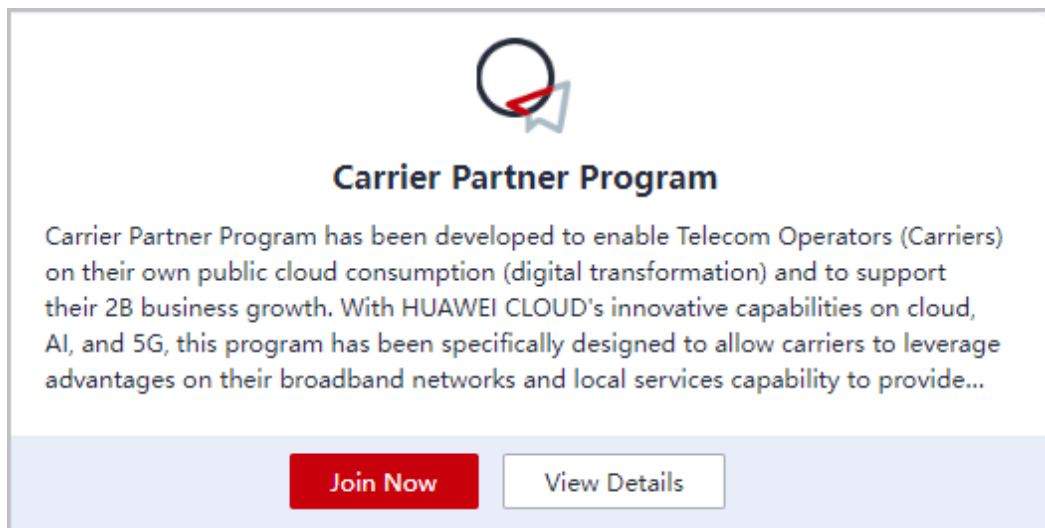 Carrier Partner Program
Carrier Partner Program has been developed to enable Telecom Operators (Carriers)
on their own public cloud consumption (digital transformation) and to support
their 2B business growth. With HUAWEI CLOUD's innovative capabilities on cloud,
AI, and 5G, this program has been specifically designed to allow carriers to leverage
advantages on their broadband networks and local services capability to provide...
Join Now
View Details